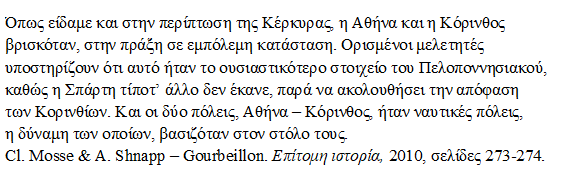 Όπως είδαμε και στην περίπτωση της Κέρκυρας, η Αθήνα και η Κόρινθος
βρισκόταν, στην πράξη σε εμπόλεμη κατάσταση. Ορισμένοι μελετητές
υποστηρίζουν ότι αυτό ήταν το ουσιαστικότερο στοιχείο του Πελοποννησιακού,
καθώς η Σπάρτη τίποτ’ άλλο δεν έκανε, παρά να ακολουθήσει την απόφαση
των Κορινθίων. Και οι δύο πόλεις, Αθήνα – Κόρινθος, ήταν ναυτικές πόλεις,
η δύναμη των οποίων, βασιζόταν στον στόλο τους.
Cl. Mosse & A. Shnapp – Gourbeillon. Επίτομη ιστορία, 2010, σελίδες 273-274.